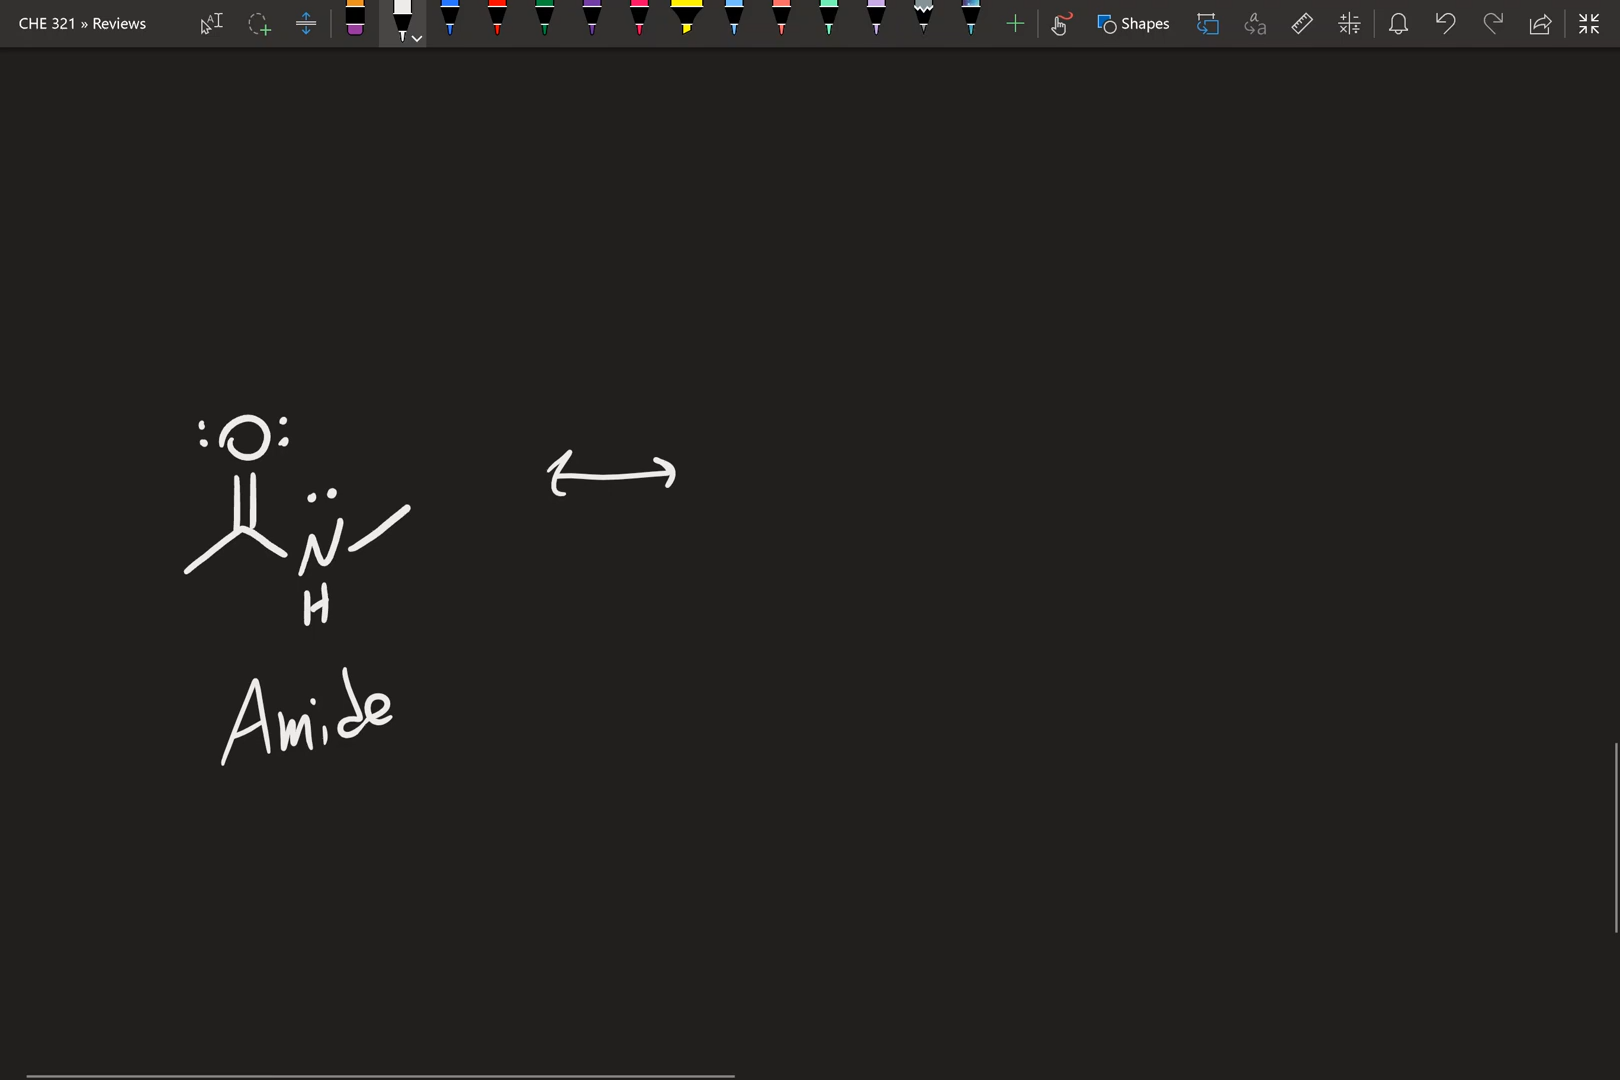 CHE 321 » Reviews
Shapes
:O:
N
H
Amide